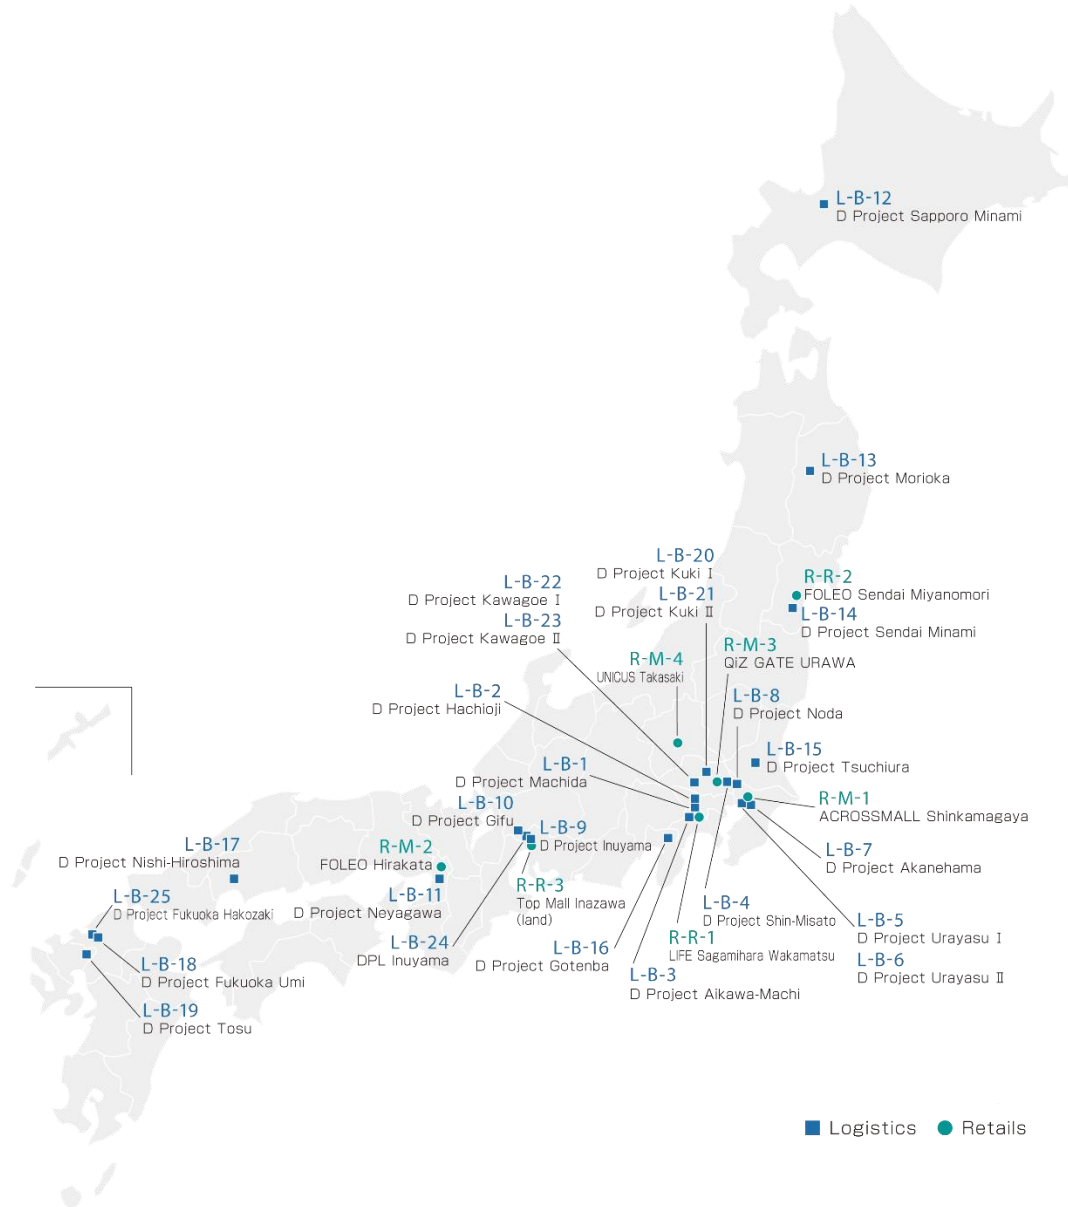 L-B-12
D Project Sapporo Minami
L-B-13
D Project Morioka
L-B-20
D Project Kuki I
L-B-21
D Project Kuki II
R-R-2
FOLEO Sendai Miyanomori
L-B-14
D Project Sendai Minami
L-B-22
D Project Kawagoe I
L-B-23
D Project Kawagoe II
R-M-3
QiZ GATE URAWA
R-M-4
UNICUS Takasaki
L-B-2
D Project Hachioji
L-B-8
D Project Noda
L-B-15
D Project Tsuchiura
L-B-1
D Project Machida
R-M-1
ACROSSMALL Shinkamagaya
L-B-10
D Project Gifu
L-B-9
D Project Inuyama
L-B-17
D Project Nishi-Hiroshima
R-M-2
FOLEO Hirakata
L-B-7
D Project Akanehama
R-R-3
Top Mall Inazawa
(land)
L-B-25
D Project Fukuoka Hakozaki
L-B-11
D Project Neyagawa
L-B-4
D Project Shin-Misato
L-B-5
D Project Urayasu I
L-B-6
D Project Urayasu II
L-B-24
DPL Inuyama
L-B-16
D Project Gotenba
R-R-1
LIFE Sagamihara Wakamatsu
L-B-3
D Project Aikawa-Machi
L-B-18
D Project Fukuoka Umi
L-B-19
D Project Tosu
Logistics
Retails